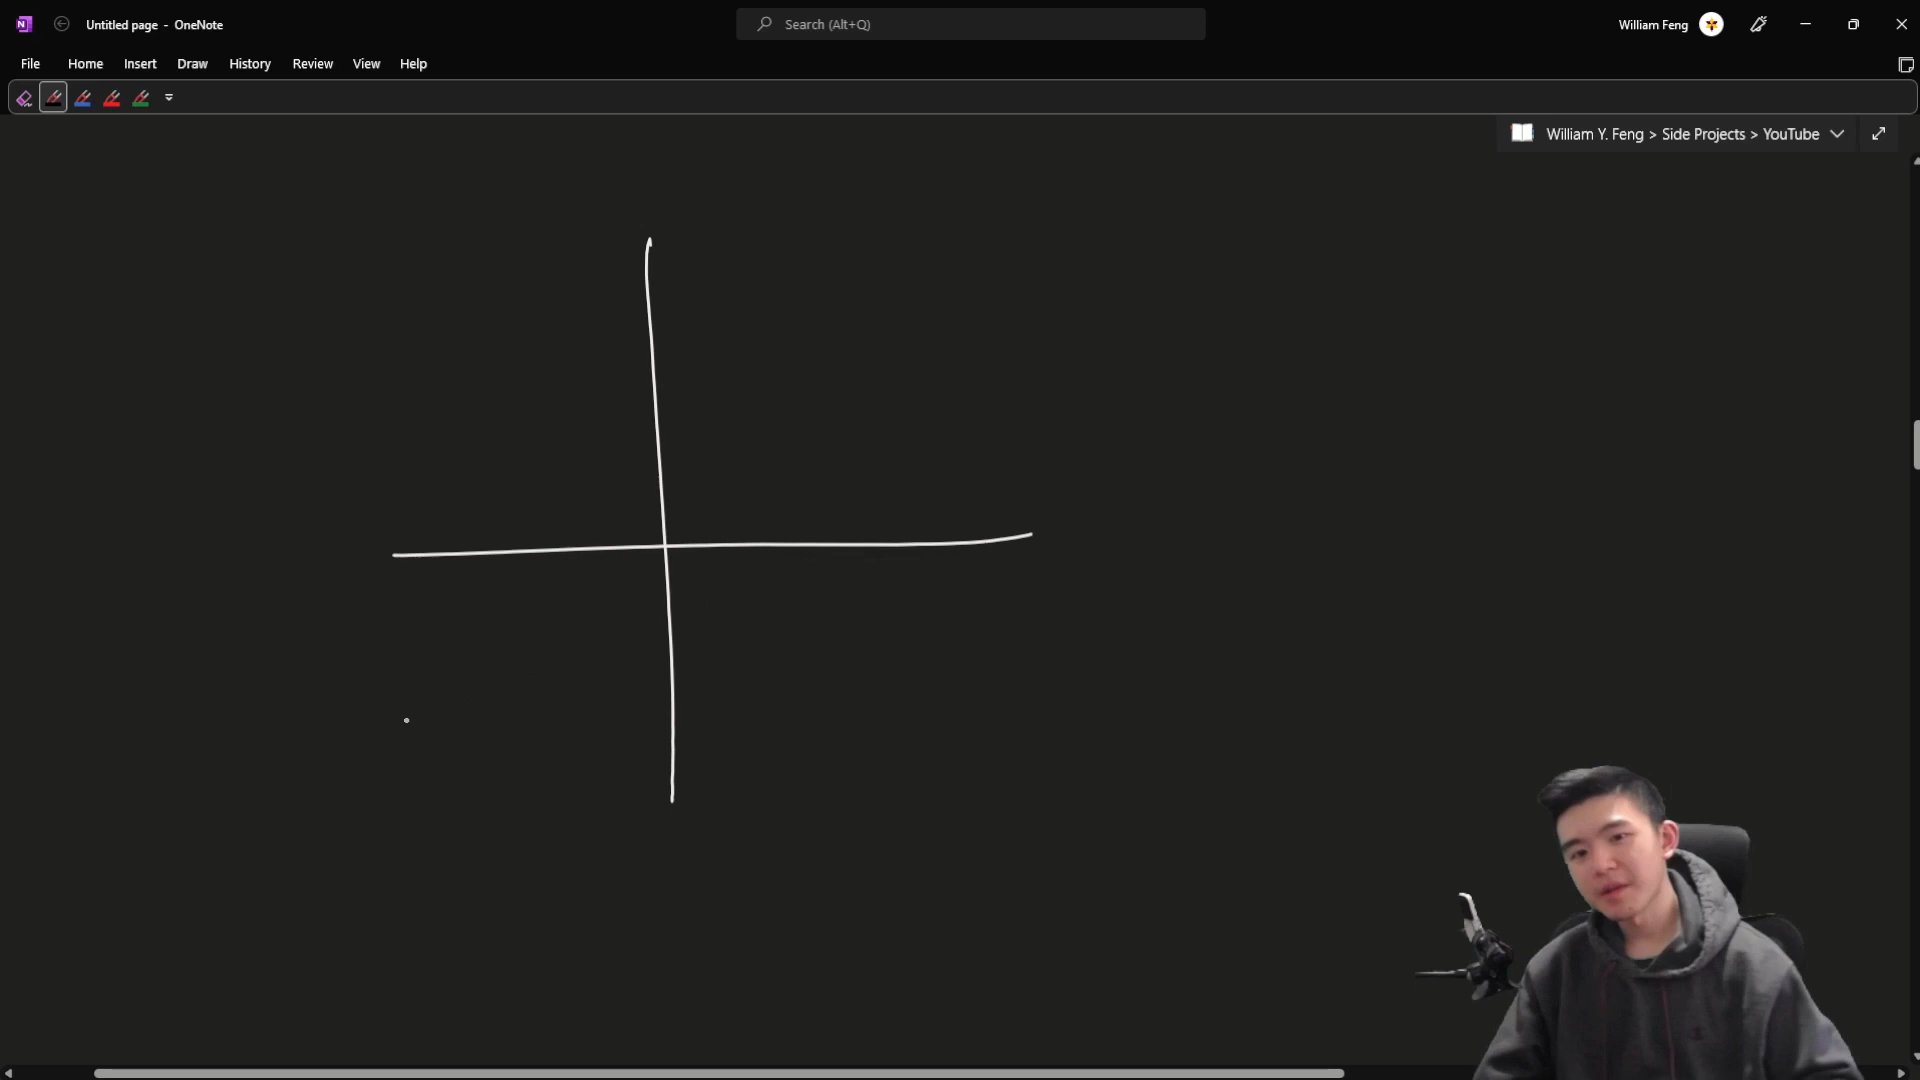 Untitled page - OneNote
Search (Alt+Q)
William Feng
File Home Insert Draw History Review View Help
William Y. Feng > Side Projects > YouTube